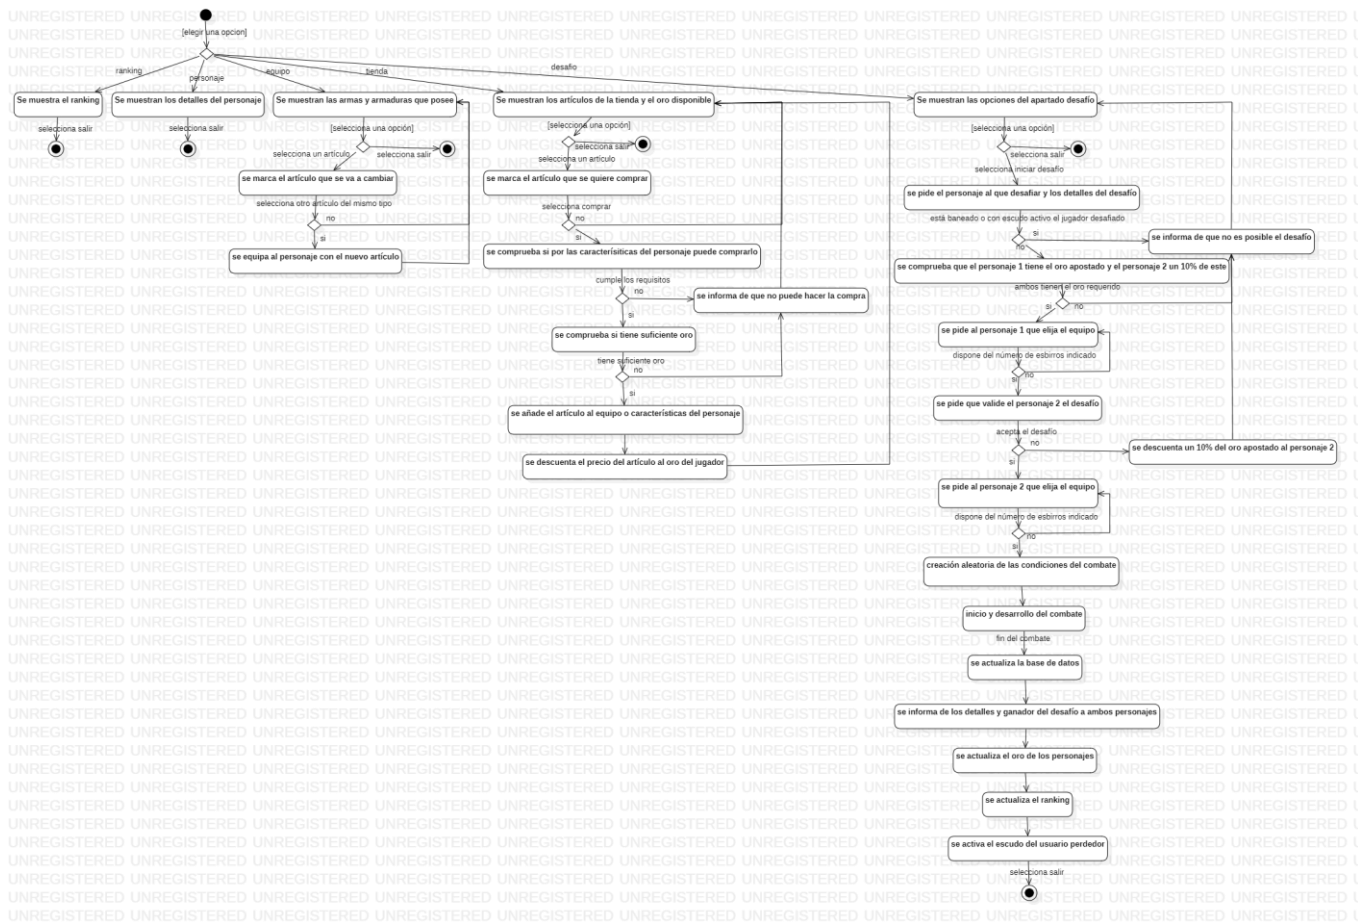 [elegir una opcion]
ranking
personaje
equipo
tienda
desafio
Se muestra el ranking
selecciona salir
Se muestran los detalles del personaje
selecciona salir
Se muestran las armas y armaduras que posee
[selecciona una opción]
selecciona salir
selecciona un artículo
se marca el artículo que se va a cambiar
selecciona otro artículo del mismo tipo
no
si
se equipa al personaje con el nuevo artículo
Se muestran los artículos de la tienda y el oro disponible
[selecciona una opción]
selecciona salir
selecciona un artículo
se marca el artículo que se quiere comprar
selecciona comprar
no
si
se comprueba si por las caracterísiticas del personaje puede comprarlo
cumple los requisitos
no
si
se informa de que no puede hacer la compra
se comprueba si tiene suficiente oro
tiene suficiente oro
no
si
se añade el artículo al equipo o características del personaje
se descuenta el precio del artículo al oro del jugador
Se muestran las opciones del apartado desafío
[selecciona una opción]
selecciona salir
selecciona iniciar desafío
se pide el personaje al que desafiar y los detalles del desafío
está baneado o con escudo activo el jugador desafiado
si
no
se informa de que no es posible el desafío
se comprueba que el personaje 1 tiene el oro apostado y el personaje 2 un 10% de este
ambos tienen el oro requerido
si
no
se pide al personaje 1 que elija el equipo
dispone del número de esbirros indicado
no
si
se pide que valide el personaje 2 el desafío
acepta el desafío
no
si
se descuenta un 10% del oro apostado al personaje 2
se pide al personaje 2 que elija el equipo
dispone del número de esbirros indicado
no
si
creación aleatoria de las condiciones del combate
inicio y desarrollo del combate
fin del combate
se actualiza la base de datos
se informa de los detalles y ganador del desafío a ambos personajes
se actualiza el oro de los personajes
se actualiza el ranking
se activa el escudo del usuario perdedor
selecciona salir
UNREGISTERED